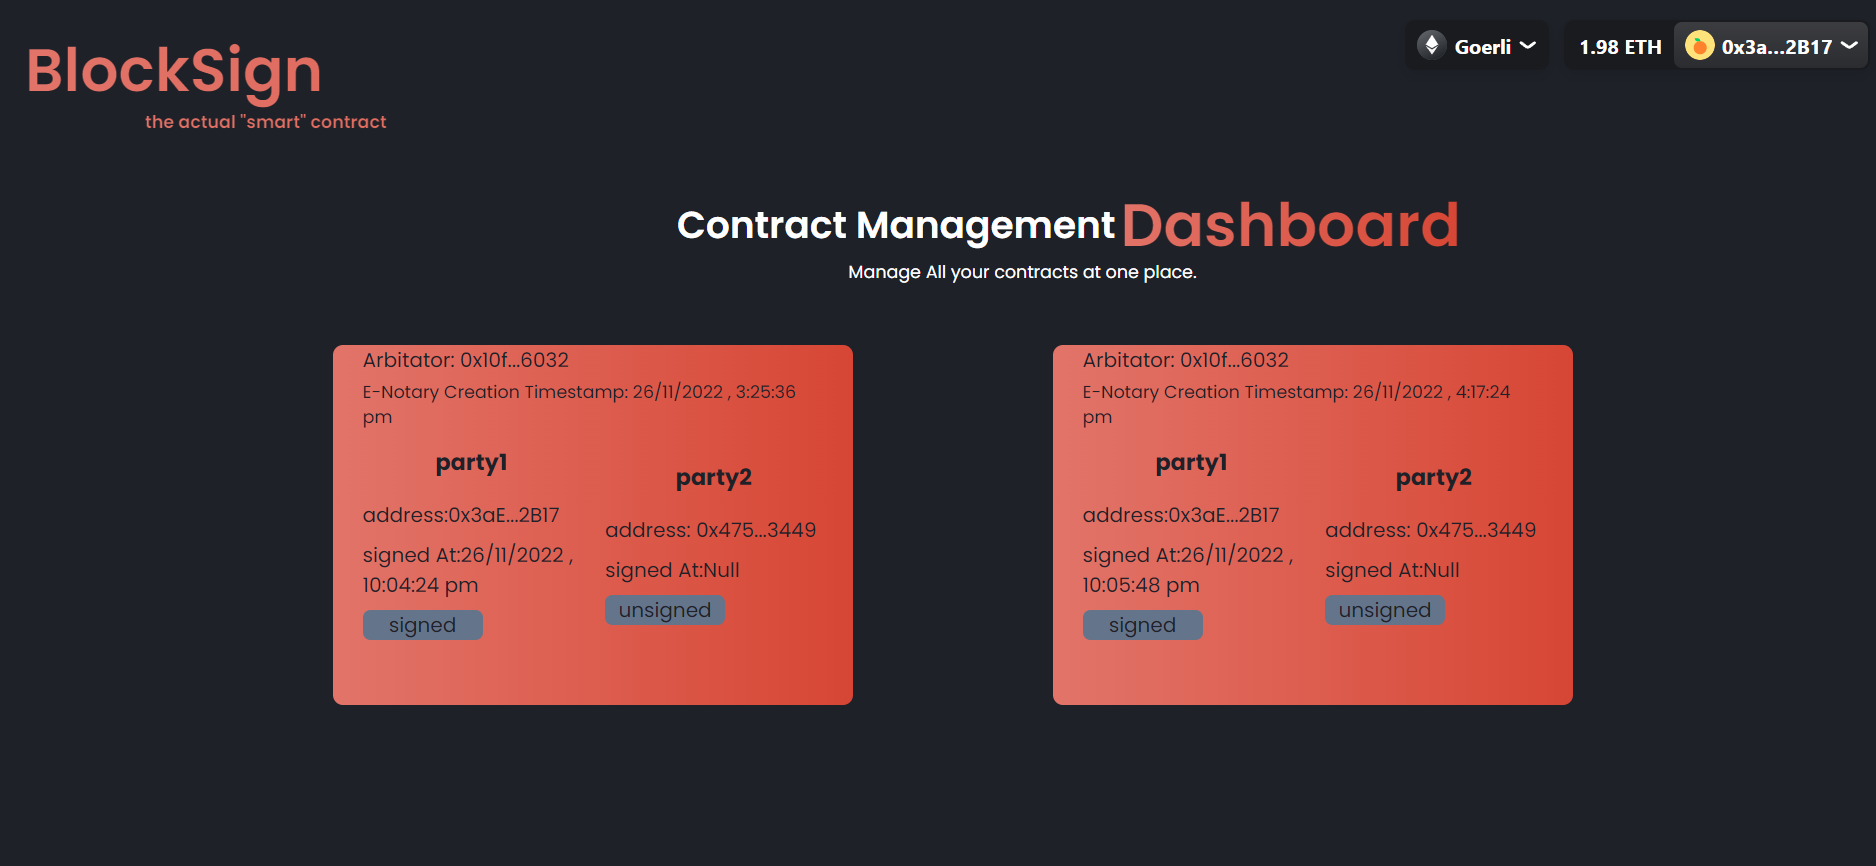 BlockSign
the actual "smart" contract
Goerli
1.98 ETH
0x3a...2B17
Contract Management Dashboard
Manage All your contracts at one place.
Arbitator: 0x10f...6032
E-Notary Creation Timestamp: 26/11/2022 , 3:25:36
pm
party1
address:0x3aE...2B17
signed At:26/11/2022 ,
10:04:24 pm
signed
party2
address: 0x475...3449
signed At:Null
unsigned
Arbitator: 0x10f...6032
E-Notary Creation Timestamp: 26/11/2022 , 4:17:24
pm
party1
address:0x3aE...2B17
signed At:26/11/2022 ,
10:05:48 pm
signed
party2
address: 0x475...3449
signed At:Null
unsigned